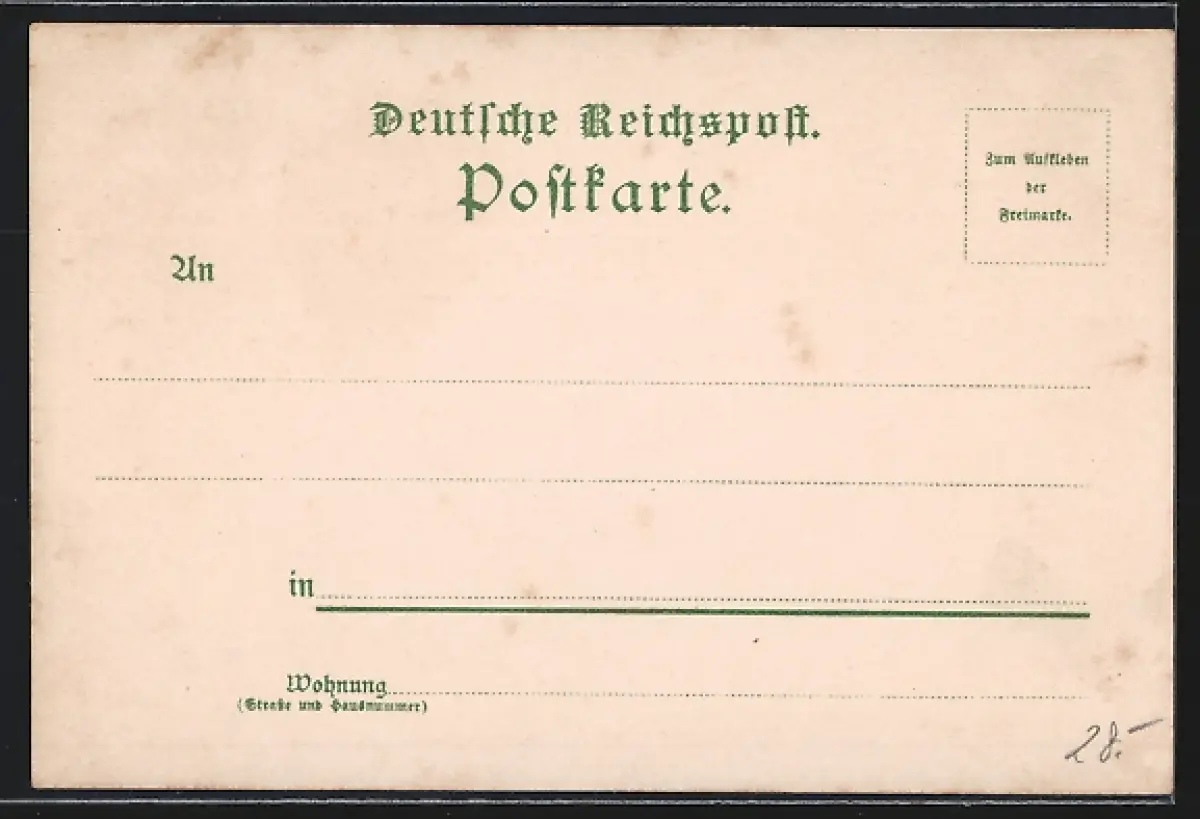 Deutſche Reichspoſt.
Poſtkarte.
Zum Aufkleben
der
Freimarke.
An
in
Wohnung
(Straße und Hausnummer)
28.-